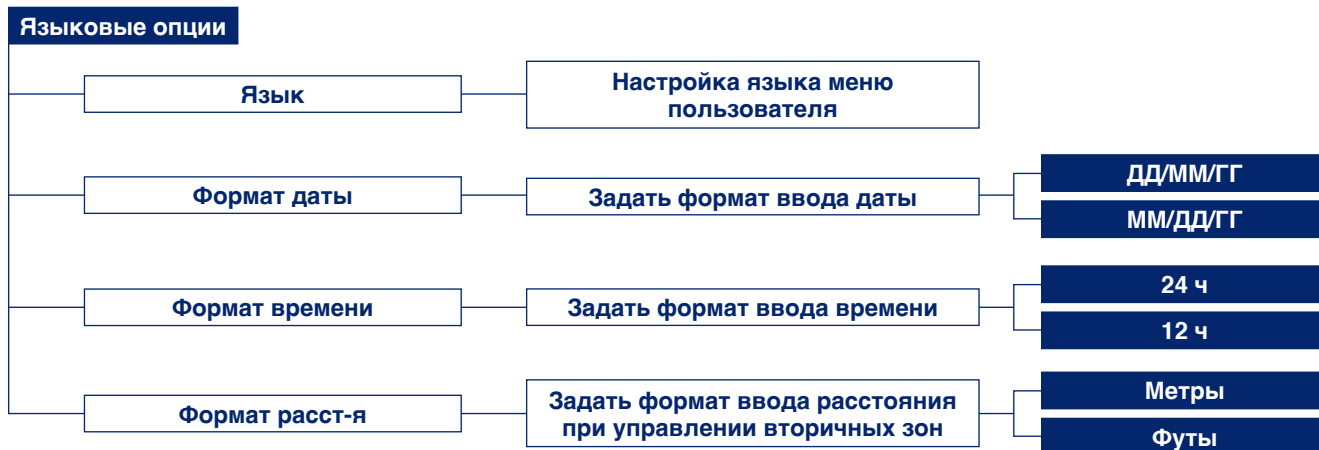 Языковые опции
Язык
Настройка языка меню
пользователя
Формат даты
Задать формат ввода даты
ДД/ММ/ГГ
ММ/ДД/ГГ
Формат времени
Задать формат ввода времени
24 ч
12 ч
Формат расст-я
Задать формат ввода расстояния
при управлении вторичных зон
Метры
Футы